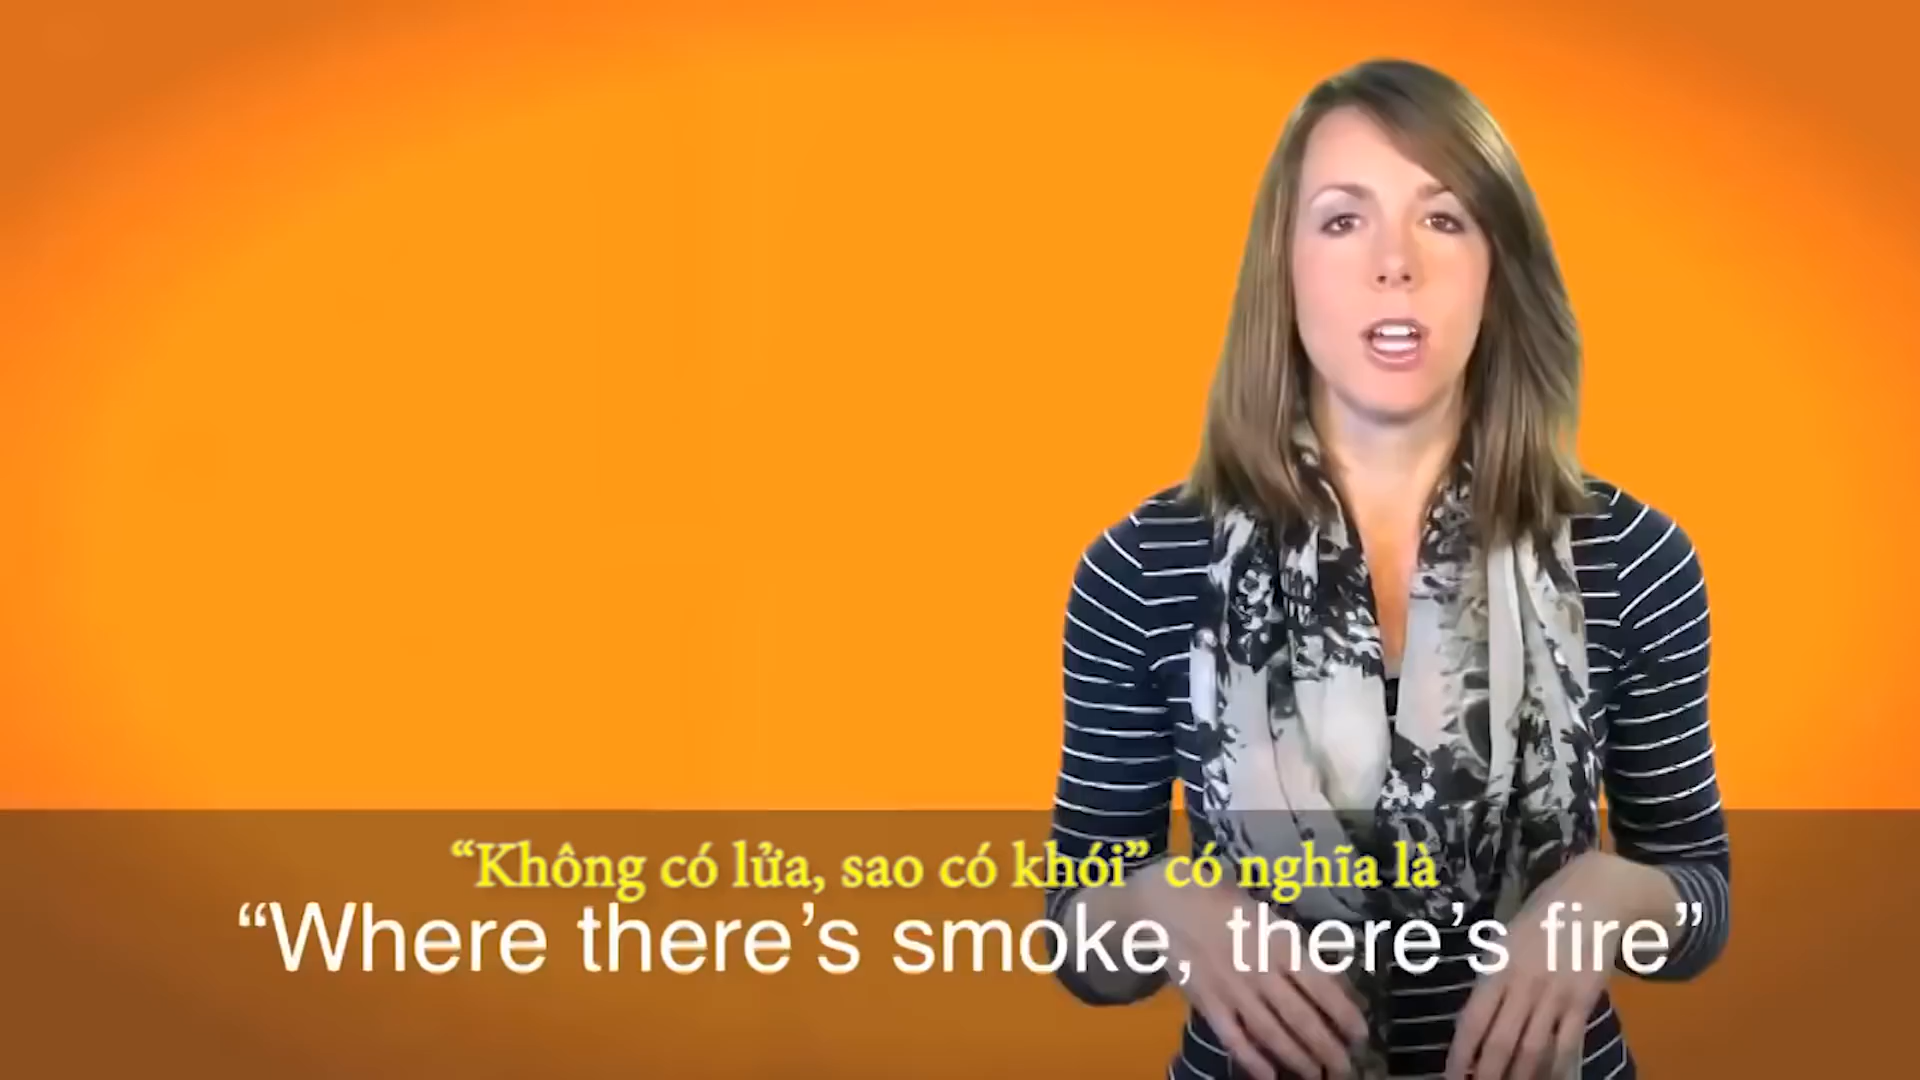 “Không có lửa, sao có khói” có nghĩa là
“Where there’s smoke, there’s fire”